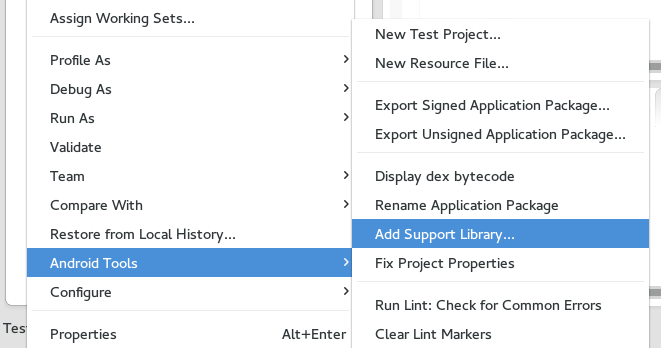 Assign Working Sets...
Profile As
Debug As
Run As
Validate
Team
Compare With
Restore from Local History...
Android Tools
Configure
Properties Alt+Enter
New Test Project...
New Resource File...
Export Signed Application Package...
Export Unsigned Application Package...
Display dex bytecode
Rename Application Package
Add Support Library...
Fix Project Properties
Run Lint: Check for Common Errors
Clear Lint Markers